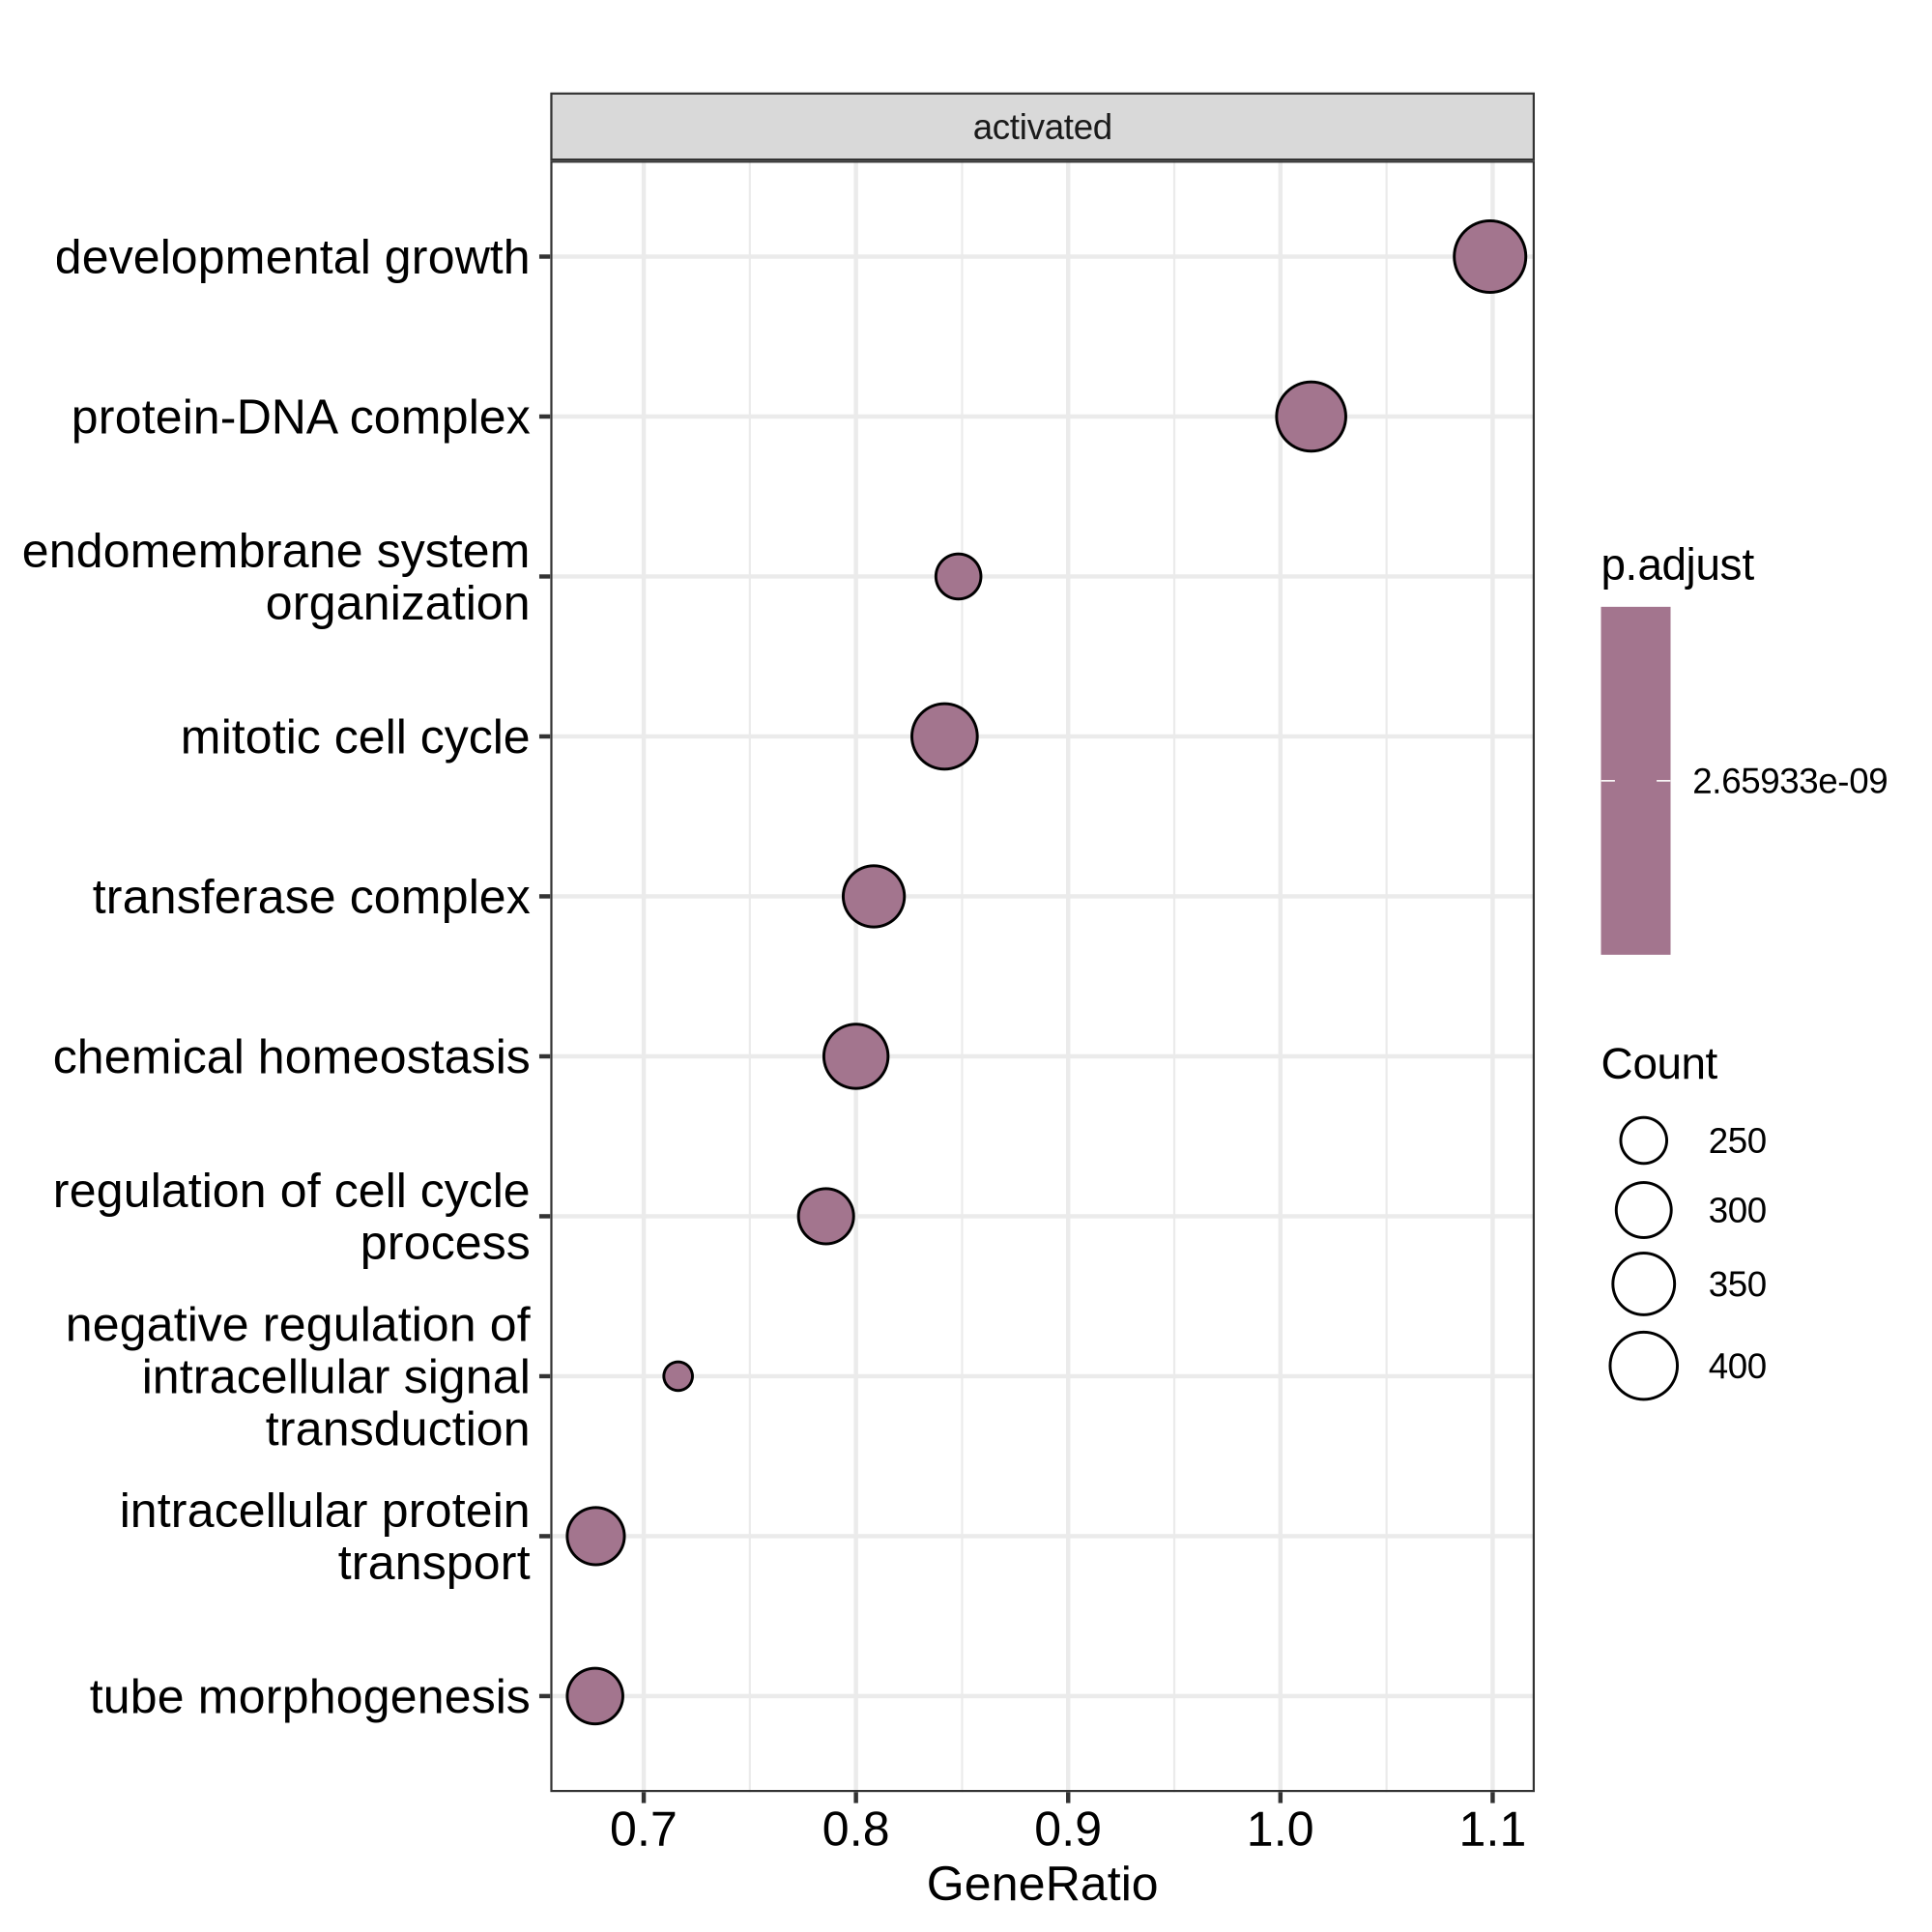 activated
developmental growth
protein-DNA complex
endomembrane system
organization
mitotic cell cycle
transferase complex
chemical homeostasis
regulation of cell cycle
process
negative regulation of
intracellular signal
transduction
intracellular protein
transport
tube morphogenesis
0.7 0.8 0.9 1.0 1.1
GeneRatio
p.adjust
2.65933e-09
Count
250
300
350
400